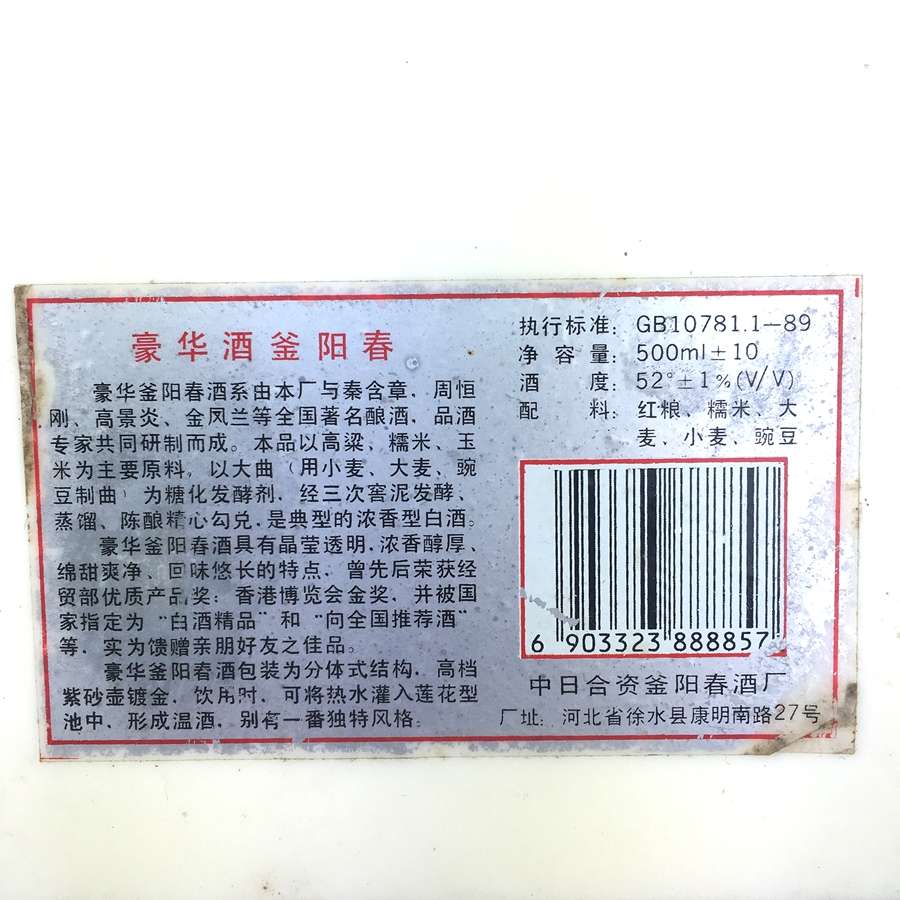 豪华酒釜阳春
豪华釜阳春酒系由本厂与秦含章，周恒
刚、高景炎、金凤兰等全国著名酿酒，品酒
专家共同研制而成。本品以高粱，糯米、玉
米为主要原料。以大曲（用小麦、大麦、豌
豆制曲）为糖化发酵剂，经三次窖泥发酵、
蒸馏、陈酿精心勾兑，是典型的浓香型白酒。
豪华釜阳春酒具有晶莹透明，浓香醇厚、
绵甜爽净、回味悠长的特点，曾先后荣获经
贸部优质产品奖：香港博览会金奖，并被国
家指定为“白酒精品”和“向全国推荐酒”
等，实为馈赠亲朋好友之佳品。
豪华釜阳春酒包装为分体式结构，高档
紫砂壶镀金，饮用时，可将热水灌入莲花型
池中，形成温酒，别有一番独特风格。
执行标准：GB10781.1—89
净容量：500ml±10
酒度：52°±1%(V/V)
配料：红粮、糯米、大
麦、小麦、豌豆
6 903323 888857
中日合资釜阳春酒厂
厂址：河北省徐水县康明南路27号